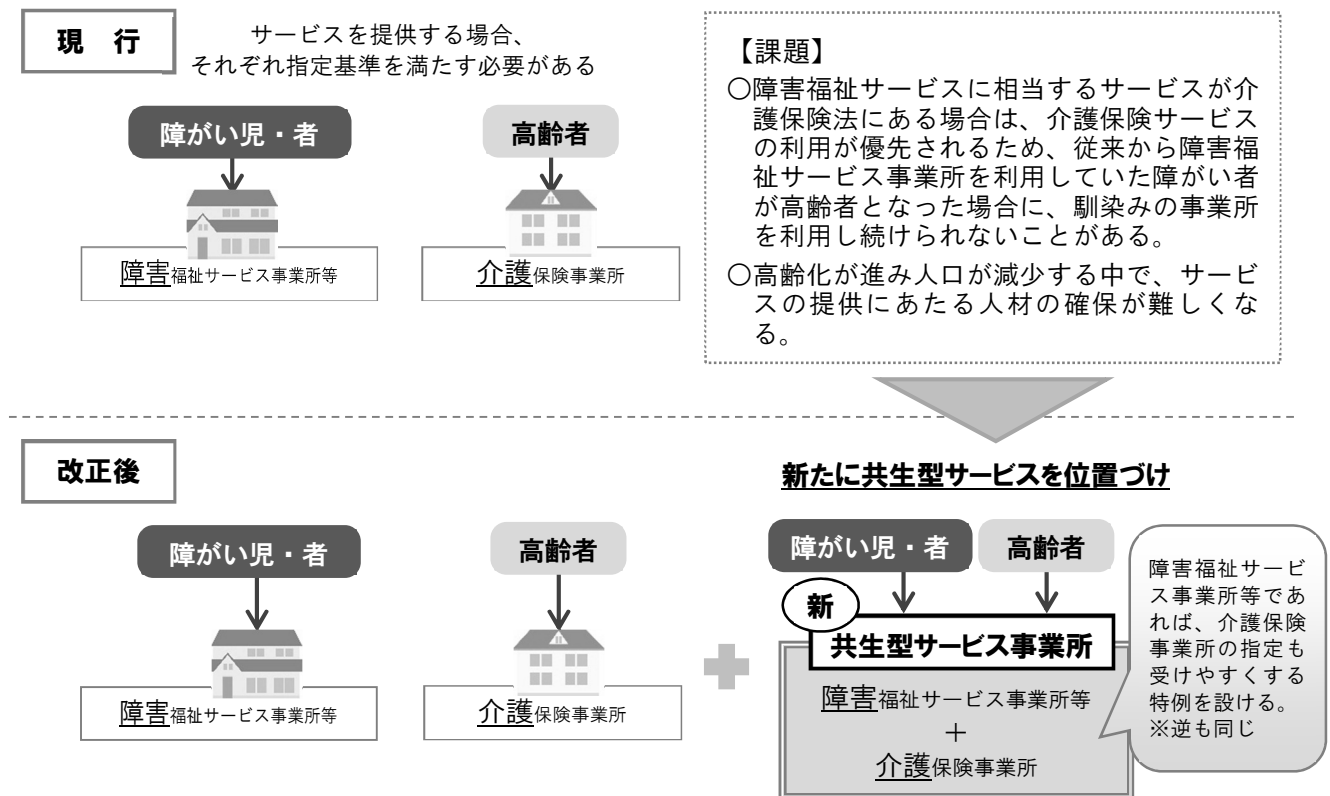 現　行
サービスを提供する場合、
それぞれ指定基準を満たす必要がある
障がい児・者
高齢者
障害福祉サービス事業所等
介護保険事業所
【課題】
○障害福祉サービスに相当するサービスが介
護保険法にある場合は、介護保険サービス
の利用が優先されるため、従来から障害福
祉サービス事業所を利用していた障がい者
が高齢者となった場合に、馴染みの事業所
を利用し続けられないことがある。
○高齢化が進み人口が減少する中で、サービ
スの提供にあたる人材の確保が難しくな
る。
改正後
新たに共生型サービスを位置づけ
障がい児・者
高齢者
障害福祉サービス事業所等
介護保険事業所
障がい児・者
高齢者
新
共生型サービス事業所
障害福祉サービス事業所等
＋
介護保険事業所
障害福祉サービ
ス事業所等であ
れば、介護保険
事業所の指定も
受けやすくする
特例を設ける。
※逆も同じ